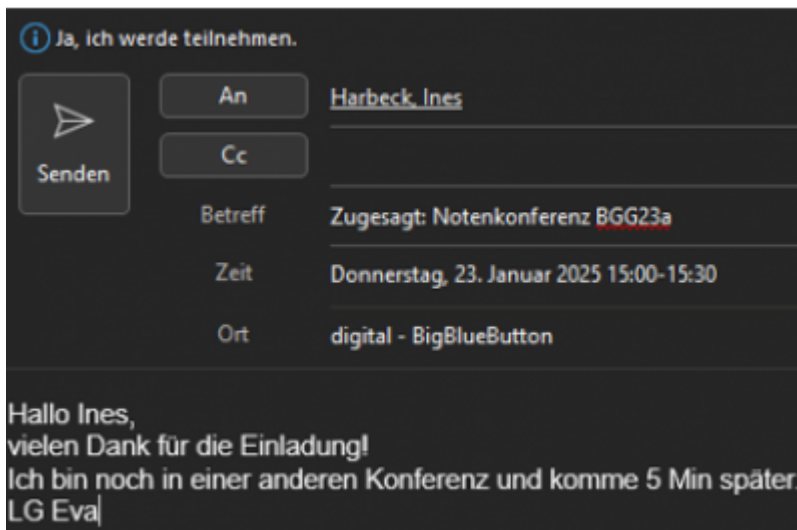 Ja, ich werde teilnehmen.
Senden
An
Harbeck, Ines
Cc
Betreff
Zugesagt: Notenkonferenz BGG23a
Zeit
Donnerstag, 23. Januar 2025 15:00-15:30
Ort
digital - BigBlueButton
Hallo Ines,
vielen Dank für die Einladung!
Ich bin noch in einer anderen Konferenz und komme 5 Min später.
LG Eva